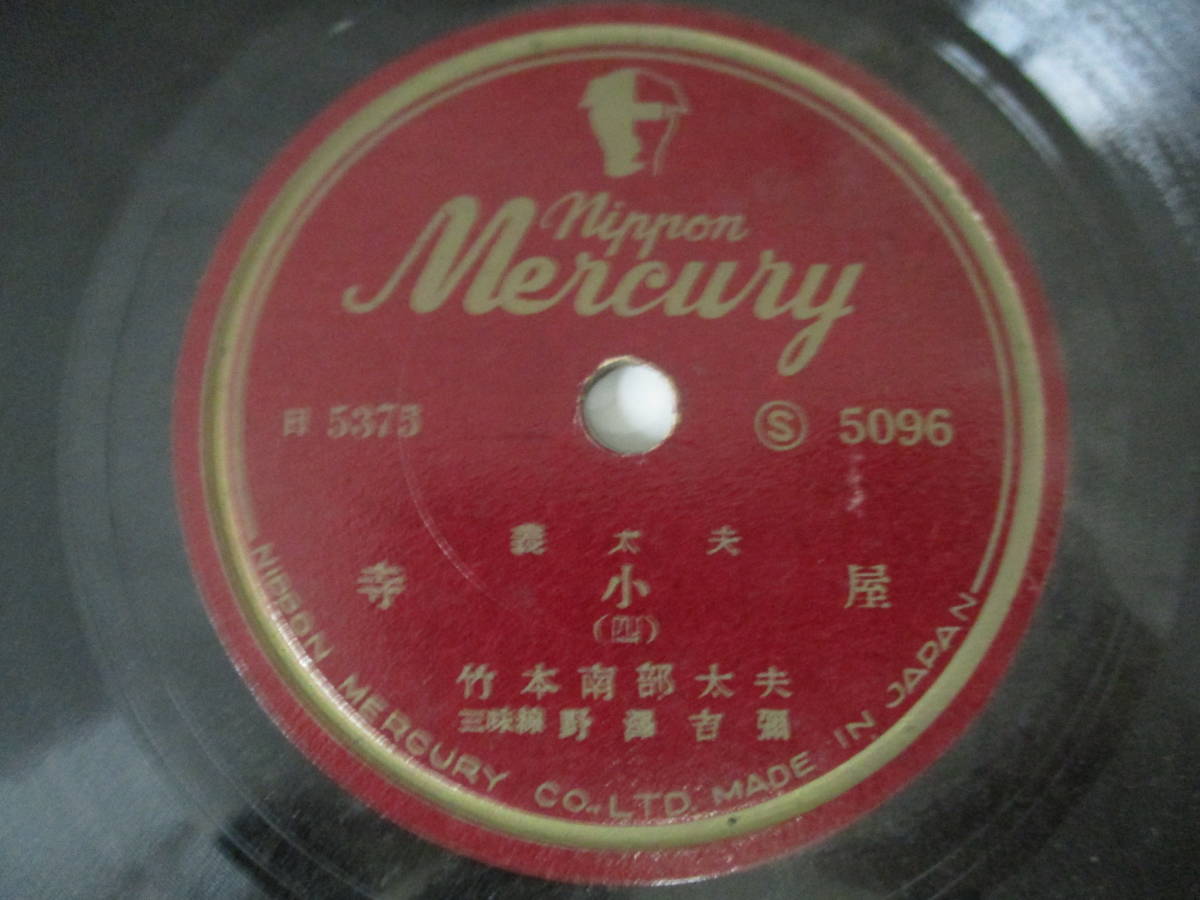 Nippon
Mercury
5375 Ⓢ 5096
義太夫
寺小屋
(四)
竹本南部太夫
三味線 野澤吉彌
NIPPON MERCURY CO., LTD. MADE IN JAPAN